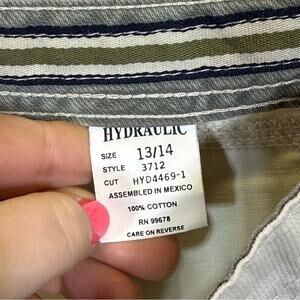 HYDRAULIC
SIZE 13/14
STYLE 3712
CUT HYD4469-1
ASSEMBLED IN MEXICO
100% COTTON
RN 99678
CARE ON REVERSE